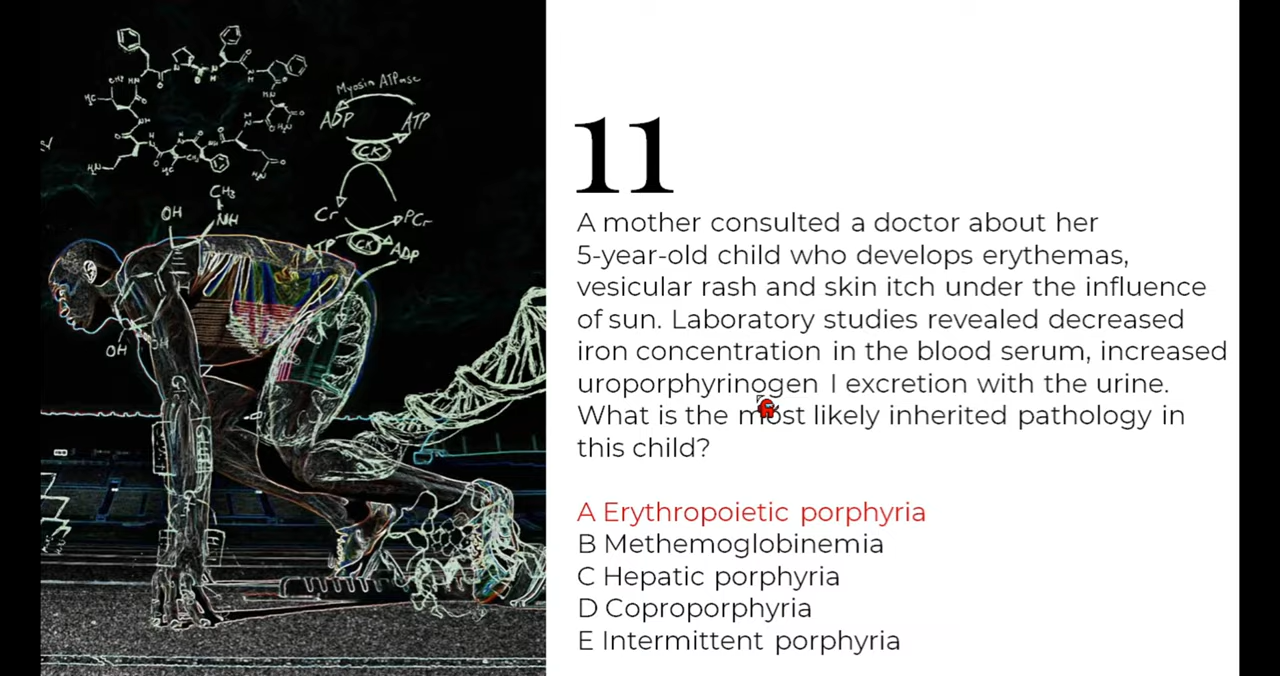 Myosin ATPase
ADP
ATP
CK
Cr
PCr
CK
ATP
ADP
CH3
NH
OH
OH
OH
11
A mother consulted a doctor about her
5-year-old child who develops erythemas,
vesicular rash and skin itch under the influence
of sun. Laboratory studies revealed decreased
iron concentration in the blood serum, increased
uroporphyrinogen I excretion with the urine.
What is the most likely inherited pathology in
this child?
A Erythropoietic porphyria
B Methemoglobinemia
C Hepatic porphyria
D Coproporphyria
E Intermittent porphyria